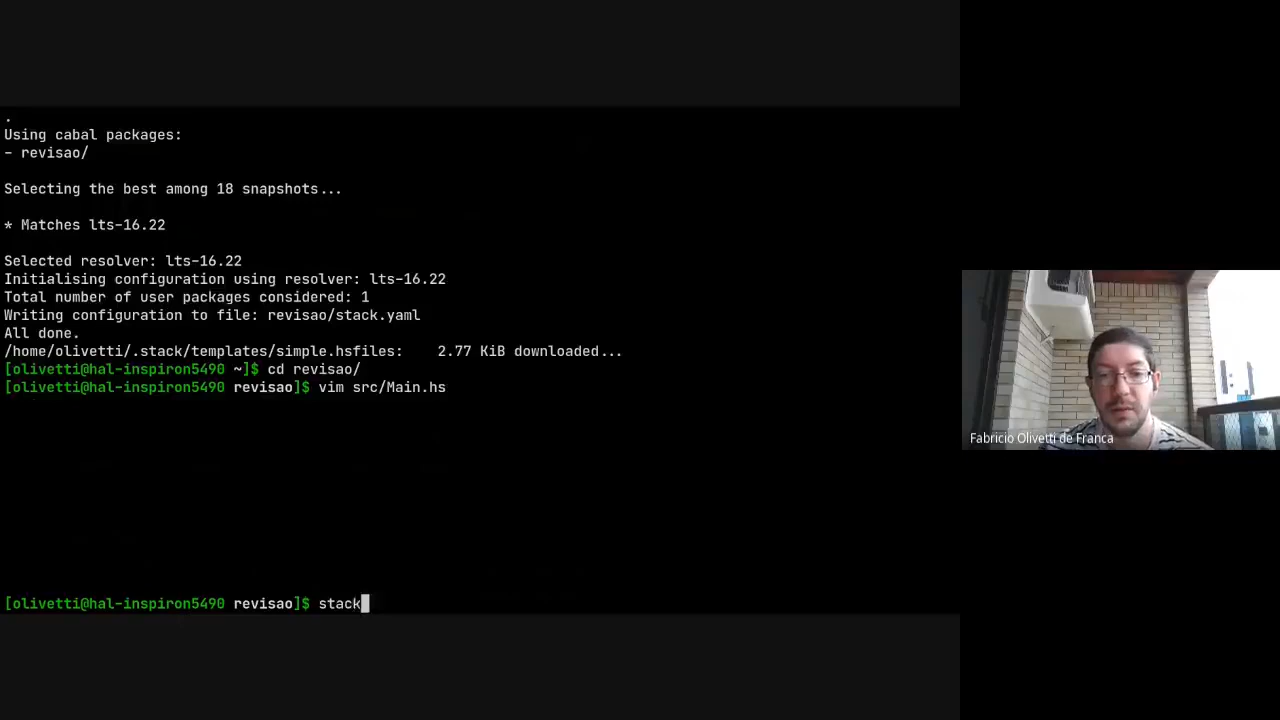 .
Using cabal packages:
- revisao/
Selecting the best among 18 snapshots...
* Matches lts-16.22
Selected resolver: lts-16.22
Initialising configuration using resolver: lts-16.22
Total number of user packages considered: 1
Writing configuration to file: revisao/stack.yaml
All done.
/home/olivetti/.stack/templates/simple.hsfiles:    2.77 KiB downloaded...
[olivetti@hal-inspiron5490 ~]$ cd revisao/
[olivetti@hal-inspiron5490 revisao]$ vim src/Main.hs
[olivetti@hal-inspiron5490 revisao]$ stack
Fabricio Olivetti de Franca